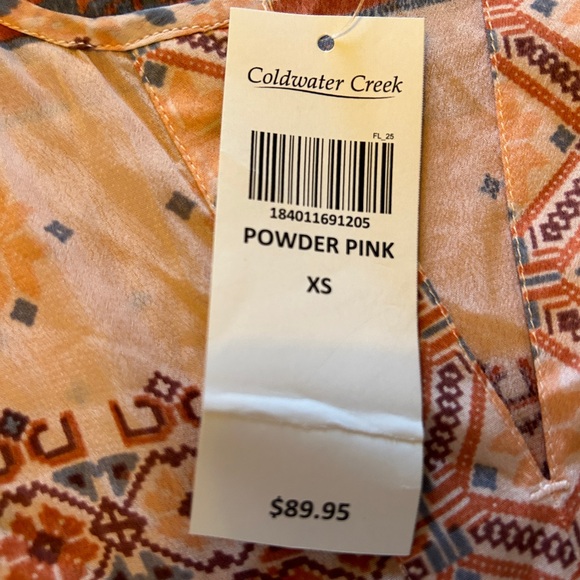 Coldwater Creek
FL_25
184011691205
POWDER PINK
XS
$89.95